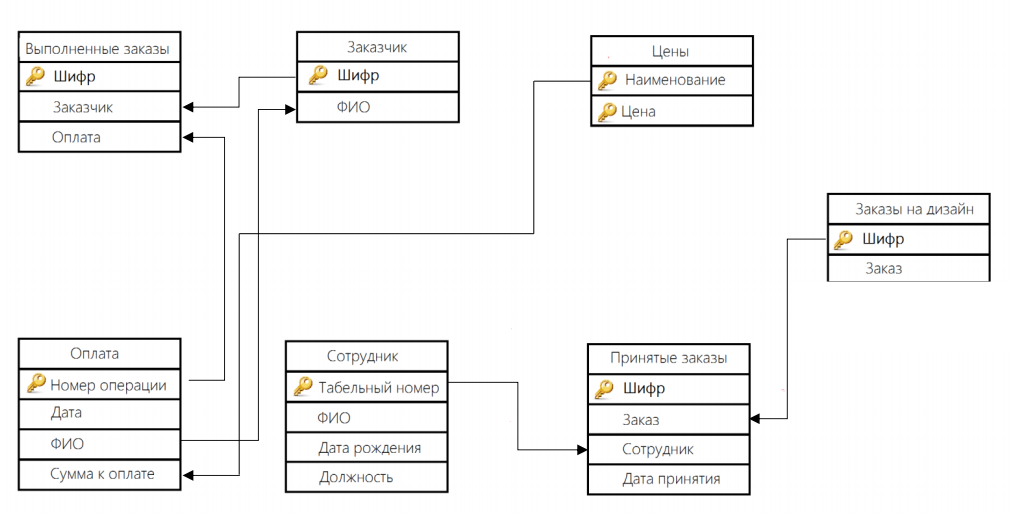 Выполненные заказы
Шифр
Заказчик
Оплата
Заказчик
Шифр
ФИО
Цены
Наименование
Цена
Заказы на дизайн
Шифр
Заказ
Оплата
Номер операции
Дата
ФИО
Сумма к оплате
Сотрудник
Табельный номер
ФИО
Дата рождения
Должность
Принятые заказы
Шифр
Заказ
Сотрудник
Дата принятия